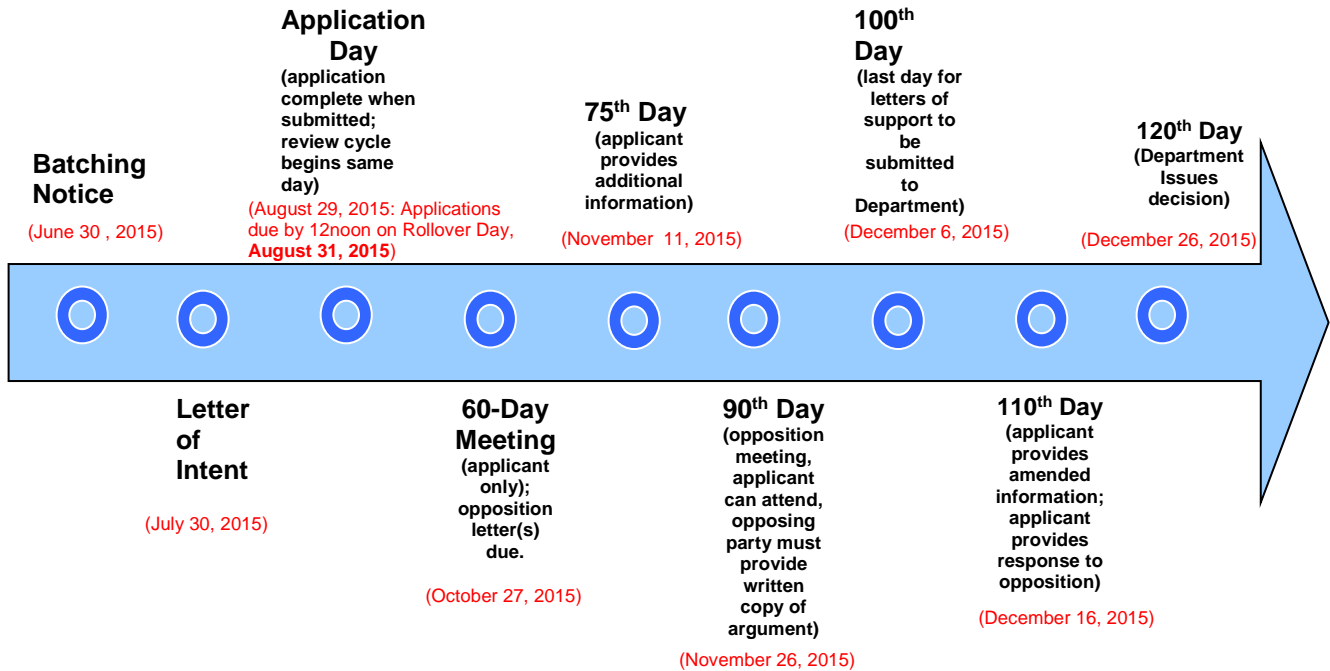 Batching
Notice
(June 30 , 2015)
Letter
of
Intent
(July 30, 2015)
Application
Day
(application
complete when
submitted;
review cycle
begins same
day)
(August 29, 2015: Applications
due by 12noon on Rollover Day,
August 31, 2015)
60-Day
Meeting
(applicant
only);
opposition
letter(s)
due.
(October 27, 2015)
75th Day
(applicant
provides
additional
information)
(November 11, 2015)
90th Day
(opposition
meeting,
applicant
can attend,
opposing
party must
provide
written
copy of
argument)
(November 26, 2015)
100th
Day
(last day for
letters of
support to
be
submitted
to
Department)
(December 6, 2015)
110th Day
(applicant
provides
amended
information;
applicant
provides
response to
opposition)
(December 16, 2015)
120th Day
(Department
Issues
decision)
(December 26, 2015)